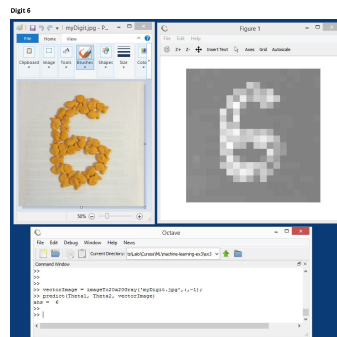 Digit 6
myDigit.jpg - P...
File Home View
Clipboard Image Tools Brushes Shapes Size Color
50%
Figure 1
File Edit Help
Z+ Z- Insert Text Axes Grid Autoscale
Octave
File Edit Debug Window Help News
Current Directory:
Command Window
>>
>>
>> vectorImage = imageTo20x20Gray('myDigit.jpg',:,-1);
>> predict(Theta1, Theta2, vectorImage)
ans = 6
>>
>>